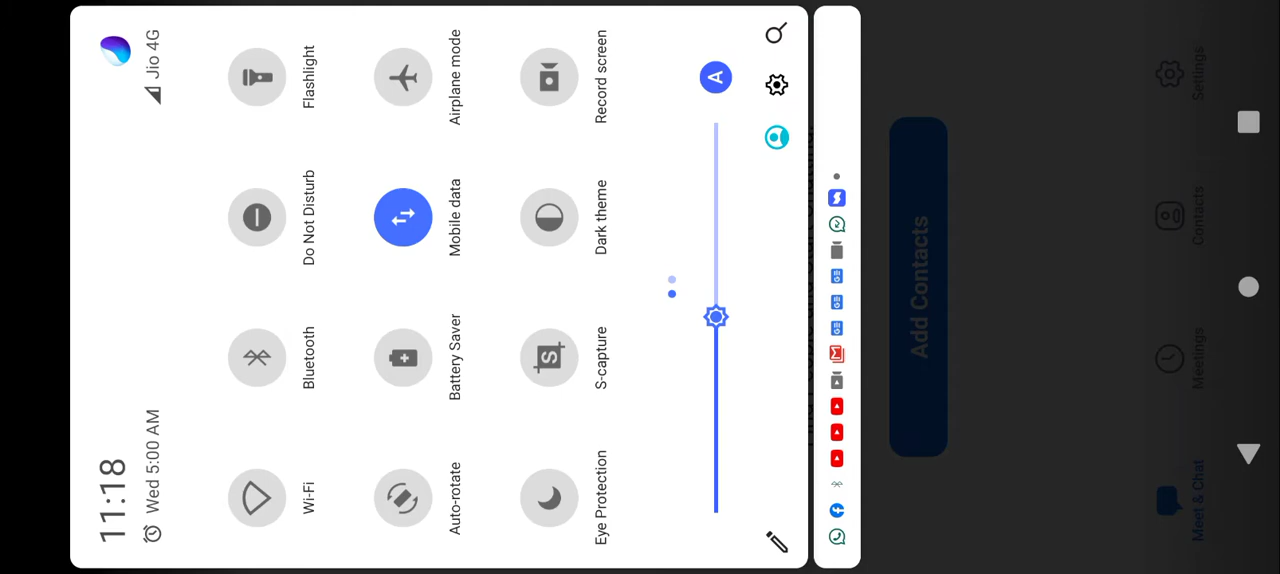 11:18
Wed 5:00 AM
Jio 4G
Wi-Fi
Bluetooth
Do Not Disturb
Flashlight
Auto-rotate
Battery Saver
Mobile data
Airplane mode
Eye Protection
S-capture
Dark theme
Record screen
A
Add Contacts
Meet & Chat
Meetings
Contacts
Settings